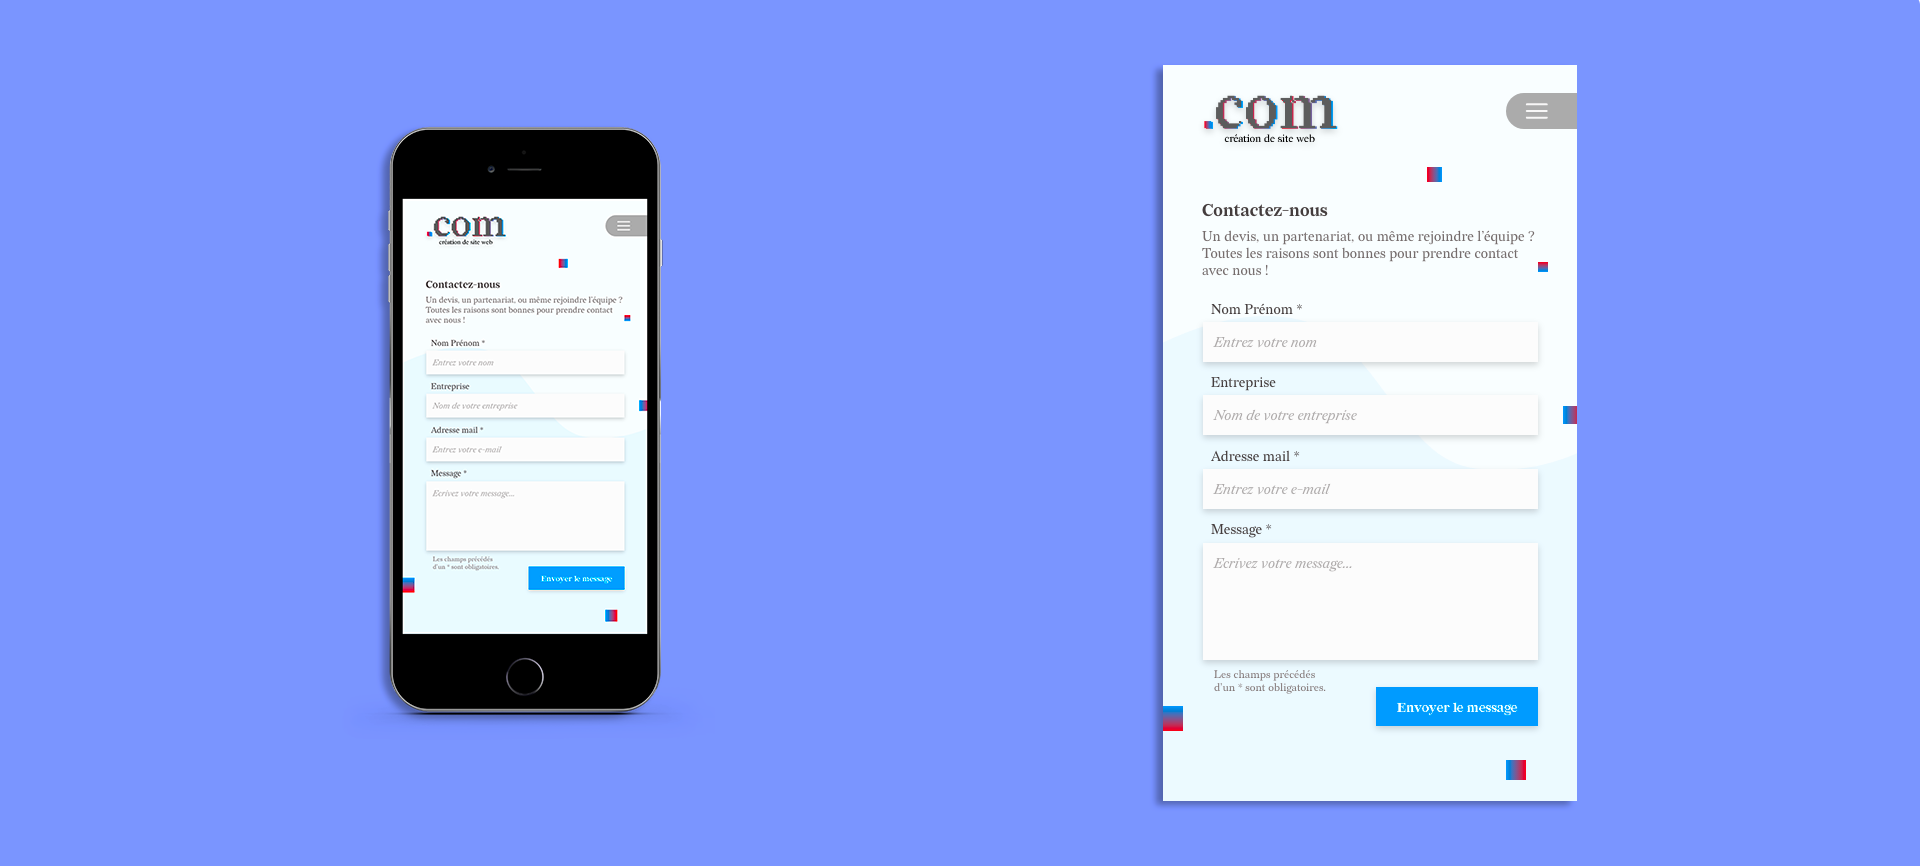 .com
création de site web
Contactez-nous
Un devis, un partenariat, ou même rejoindre l'équipe ?
Toutes les raisons sont bonnes pour prendre contact
avec nous !
Nom Prénom *
Entrez votre nom
Entreprise
Nom de votre entreprise
Adresse mail *
Entrez votre e-mail
Message *
Ecrivez votre message...
Les champs précédés
d'un * sont obligatoires.
Envoyer le message
.com
création de site web
Contactez-nous
Un devis, un partenariat, ou même rejoindre l'équipe ?
Toutes les raisons sont bonnes pour prendre contact
avec nous !
Nom Prénom *
Entrez votre nom
Entreprise
Nom de votre entreprise
Adresse mail *
Entrez votre e-mail
Message *
Ecrivez votre message...
Les champs précédés
d'un * sont obligatoires.
Envoyer le message